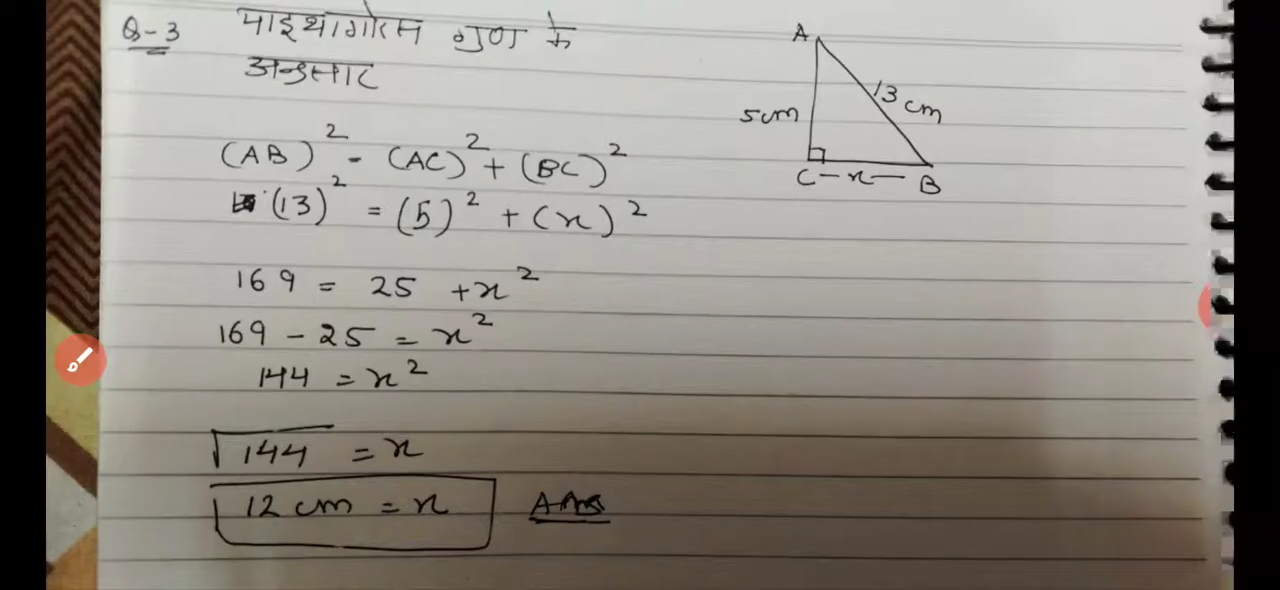 Q-3 पाइथागोरस गुण के
अनुसार
(AB)² - (AC)² + (BC)²
(13)² = (5)² + (x)²
169 = 25 + x²
169 - 25 = x²
144 = x²
√144 = x
12 cm = x Ans
A
5cm
13 cm
C - x - B